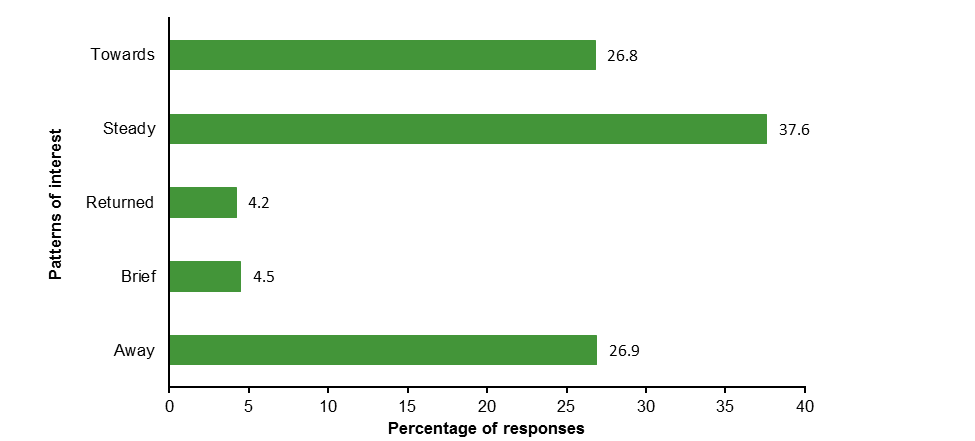 Towards
26.8
Steady
37.6
Returned
4.2
Brief
4.5
Away
26.9
Patterns of interest
0 5 10 15 20 25 30 35 40
Percentage of responses